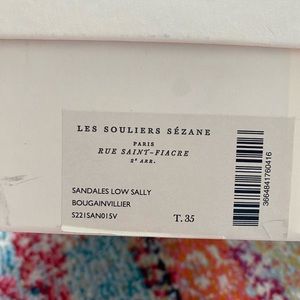 LES SOULIERS SÉZANE
PARIS
RUE SAINT-FIACRE
2ᵉ ARR.
SANDALES LOW SALLY
BOUGAINVILLIER
S221SAN015V
T. 35
3664841760416